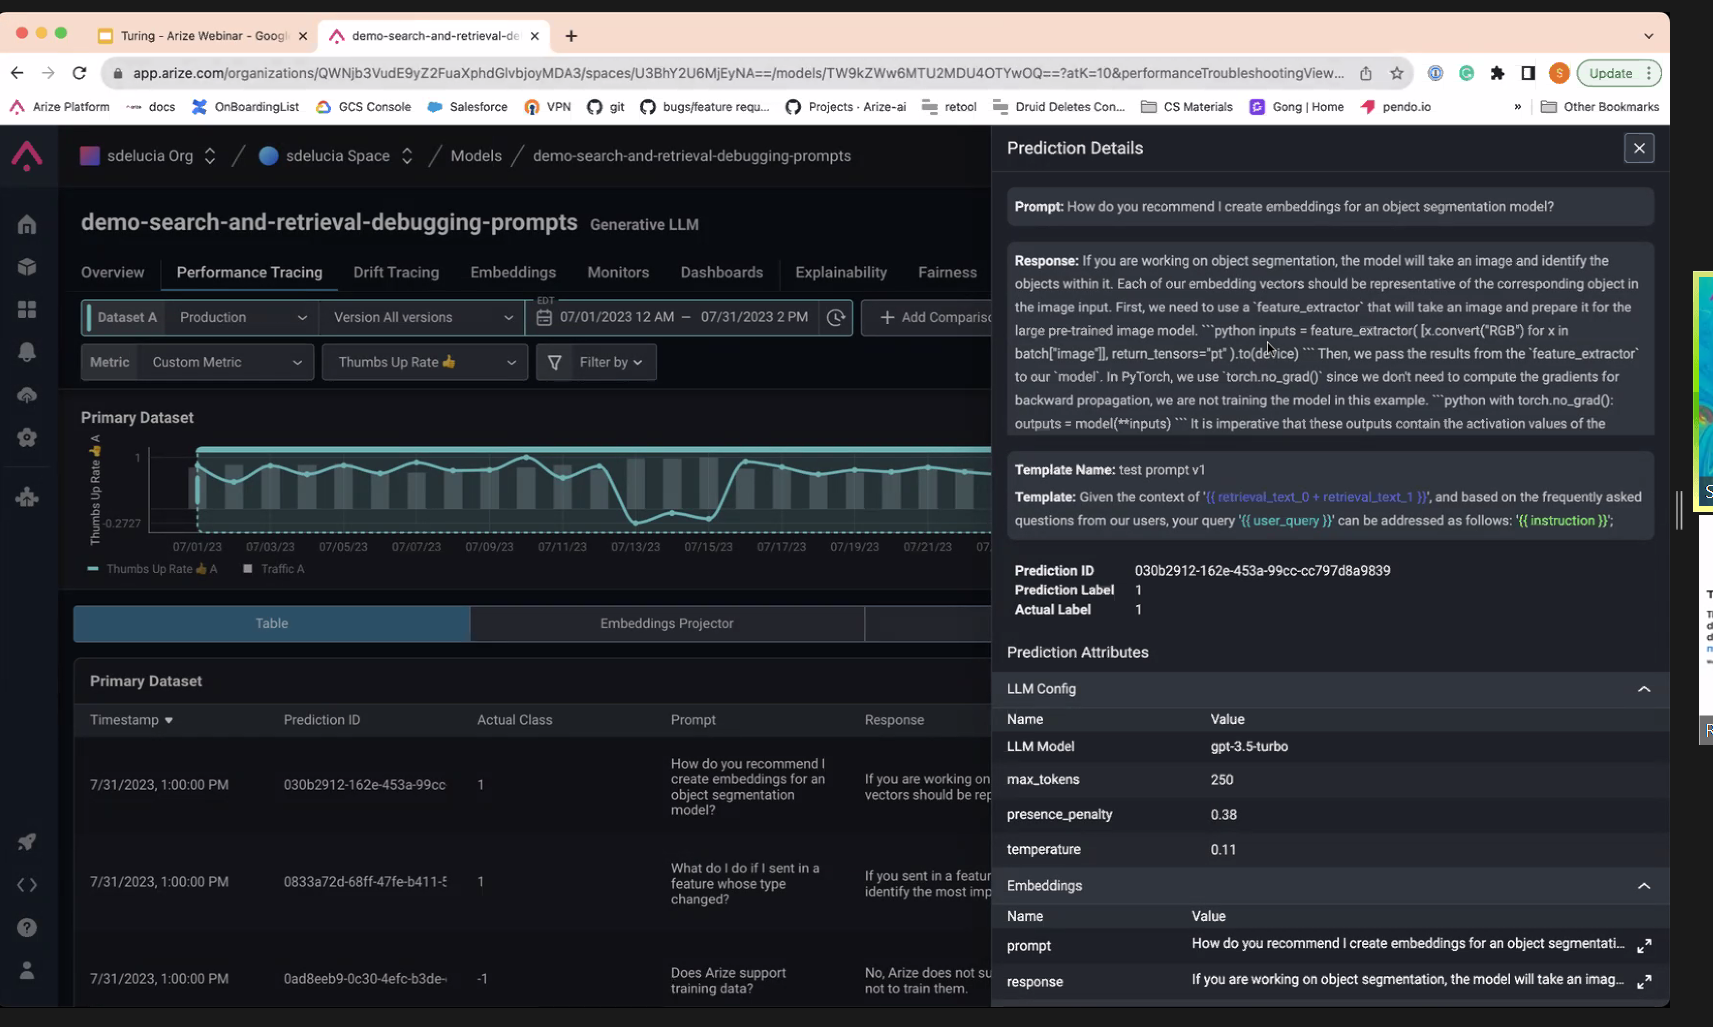 Turing - Arize Webinar - Googl
demo-search-and-retrieval-de
app.arize.com/organizations/QWNjb3VudE9yZ2FuaXphdGlvbjoyMDA3/spaces/U3BhY2U6MjEyNA==/models/TW9kZWw6MTU2MDU4OTYwOQ==?atK=10&performanceTroubleshootingView...
S
Update
Arize Platform
docs
OnBoardingList
GCS Console
Salesforce
VPN
git
bugs/feature requ...
Projects - Arize-ai
retool
Druid Deletes Con...
CS Materials
Gong | Home
pendo.io
»
Other Bookmarks
sdelucia Org / sdelucia Space / Models / demo-search-and-retrieval-debugging-prompts
demo-search-and-retrieval-debugging-prompts Generative LLM
Overview Performance Tracing Drift Tracing Embeddings Monitors Dashboards Explainability Fairness
Dataset A Production Version All versions EDT 07/01/2023 12 AM – 07/31/2023 2 PM + Add Compariso
Metric Custom Metric Thumbs Up Rate 👍 Filter by
Primary Dataset
Thumbs Up Rate 👍 A
1
-0.2727
07/01/23 07/03/23 07/05/23 07/07/23 07/09/23 07/11/23 07/13/23 07/15/23 07/17/23 07/19/23 07/21/23
Thumbs Up Rate 👍 A Traffic A
Table Embeddings Projector
Primary Dataset
Timestamp Prediction ID Actual Class Prompt Response
7/31/2023, 1:00:00 PM 030b2912-162e-453a-99cc- 1
How do you recommend I
create embeddings for an
object segmentation
model?
If you are working on
vectors should be rep
7/31/2023, 1:00:00 PM 0833a72d-68ff-47fe-b411-5 1
What do I do if I sent in a
feature whose type
changed?
If you sent in a featur
identify the most imp
7/31/2023, 1:00:00 PM 0ad8eeb9-0c30-4efc-b3de- -1
Does Arize support
training data?
No, Arize does not su
not to train them.
Prediction Details
Prompt: How do you recommend I create embeddings for an object segmentation model?
Response: If you are working on object segmentation, the model will take an image and identify the
objects within it. Each of our embedding vectors should be representative of the corresponding object in
the image input. First, we need to use a `feature_extractor` that will take an image and prepare it for the
large pre-trained image model. ```python inputs = feature_extractor( [x.convert("RGB") for x in
batch["image"]], return_tensors="pt" ).to(device) ``` Then, we pass the results from the `feature_extractor`
to our `model`. In PyTorch, we use `torch.no_grad()` since we don't need to compute the gradients for
backward propagation, we are not training the model in this example. ```python with torch.no_grad():
outputs = model(**inputs) ``` It is imperative that these outputs contain the activation values of the
Template Name: test prompt v1
Template: Given the context of '{{ retrieval_text_0 + retrieval_text_1 }}', and based on the frequently asked
questions from our users, your query '{{ user_query }}' can be addressed as follows: '{{ instruction }}';
Prediction ID 030b2912-162e-453a-99cc-cc797d8a9839
Prediction Label 1
Actual Label 1
Prediction Attributes
LLM Config
Name Value
LLM Model gpt-3.5-turbo
max_tokens 250
presence_penalty 0.38
temperature 0.11
Embeddings
Name Value
prompt How do you recommend I create embeddings for an object segmentati...
response If you are working on object segmentation, the model will take an imag...